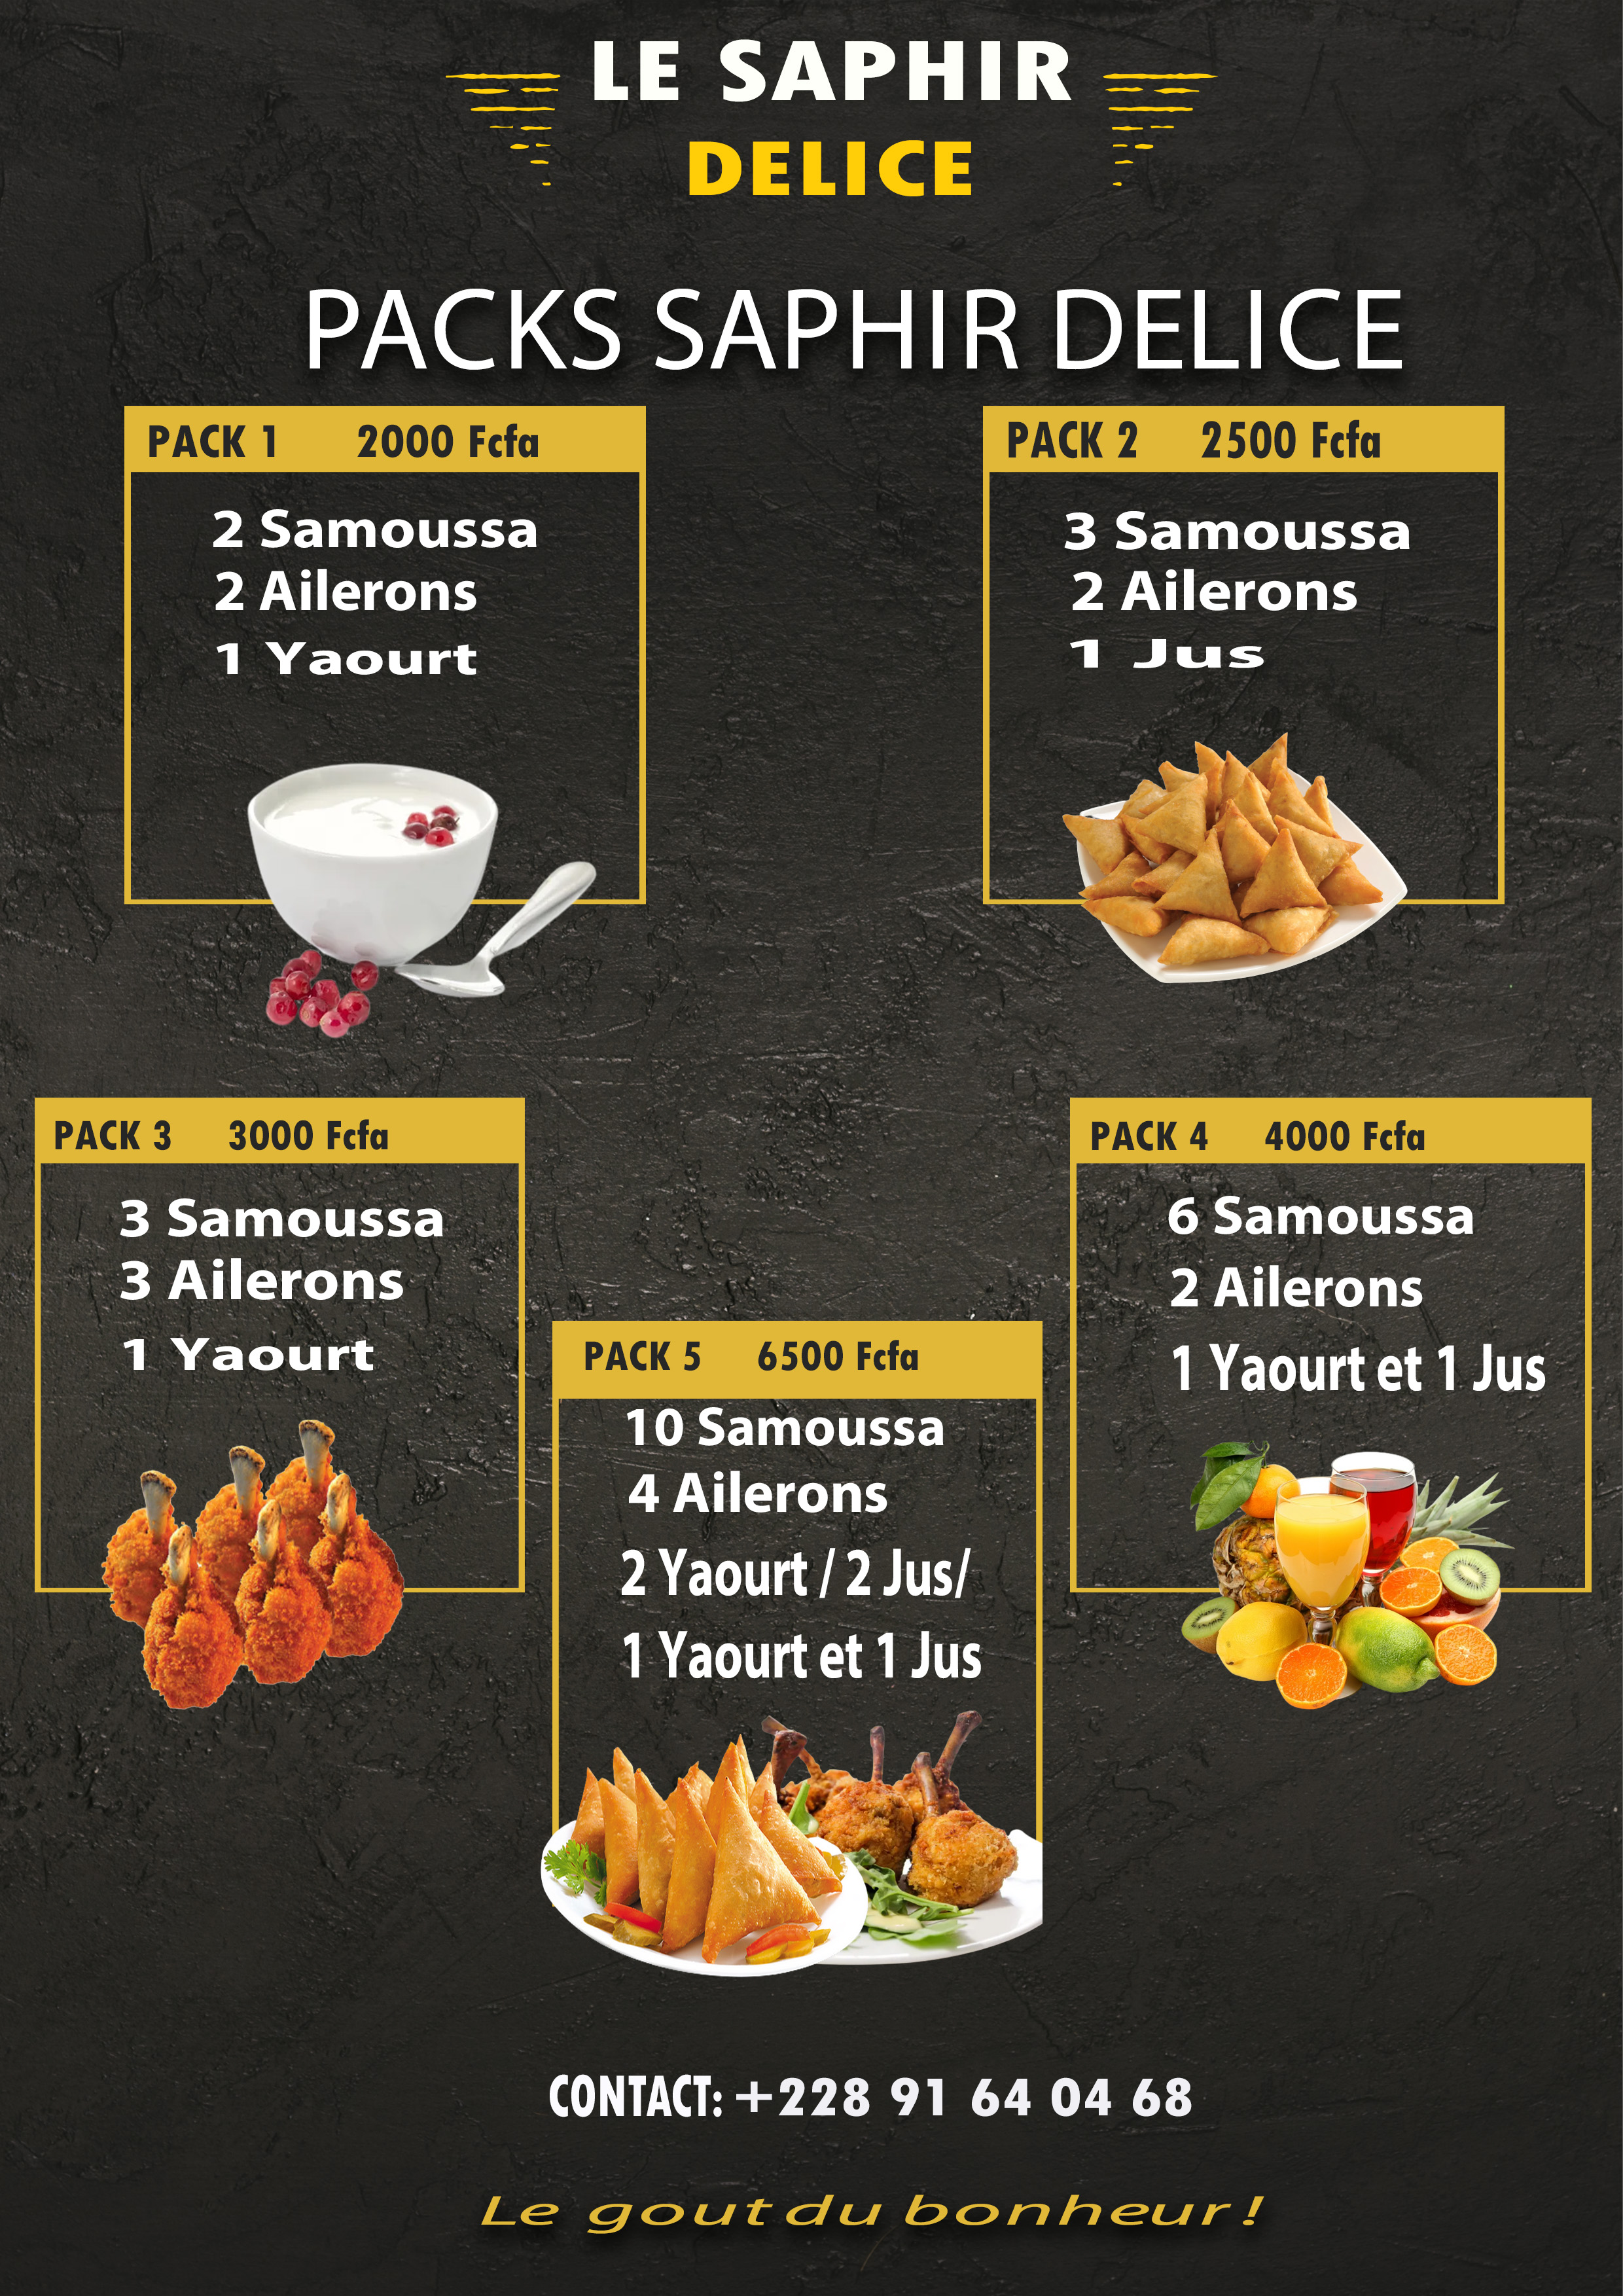 LE SAPHIR
DELICE
PACKS SAPHIR DELICE
PACK 1 2000 Fcfa
2 Samoussa
2 Ailerons
1 Yaourt
PACK 2 2500 Fcfa
3 Samoussa
2 Ailerons
1 Jus
PACK 3 3000 Fcfa
3 Samoussa
3 Ailerons
1 Yaourt
PACK 4 4000 Fcfa
6 Samoussa
2 Ailerons
1 Yaourt et 1 Jus
PACK 5 6500 Fcfa
10 Samoussa
4 Ailerons
2 Yaourt / 2 Jus/
1 Yaourt et 1 Jus
CONTACT: +228 91 64 04 68
Le gout du bonheur !